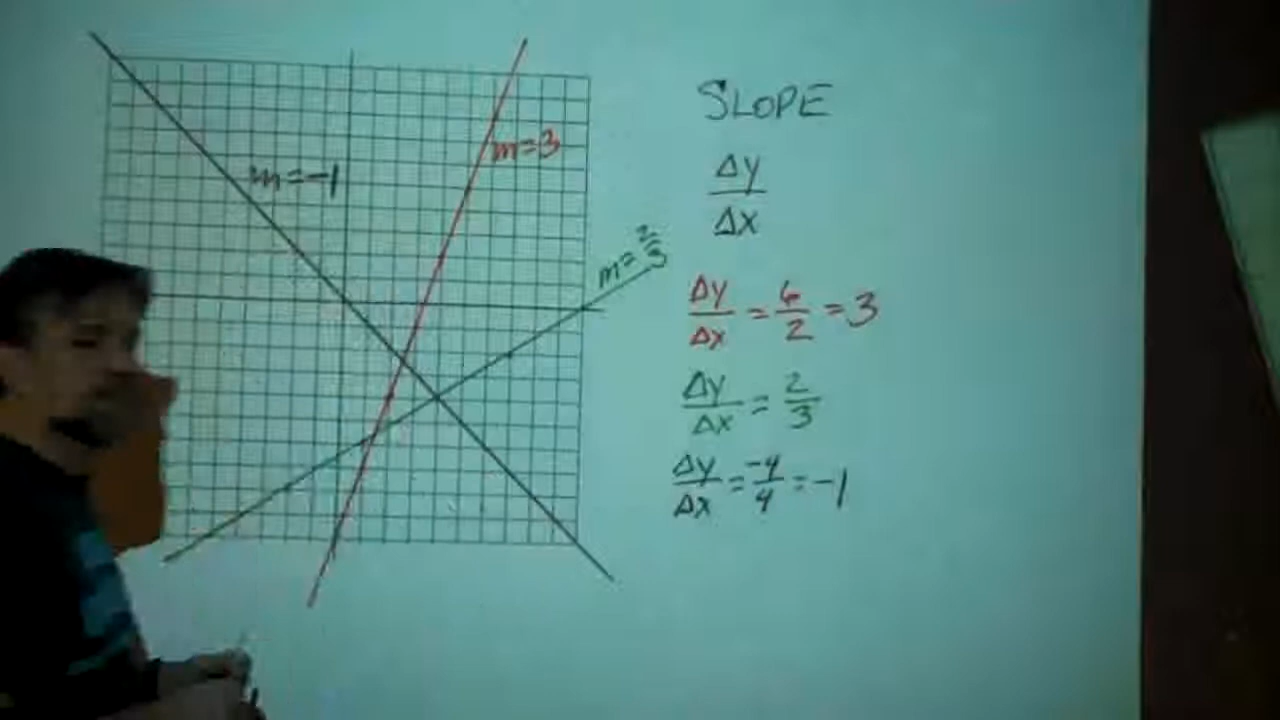 SLOPE
Δy/Δx
m=-1
m=3
m=2/3
Δy/Δx = 6/2 = 3
Δy/Δx = 2/3
Δy/Δx = -4/4 = -1